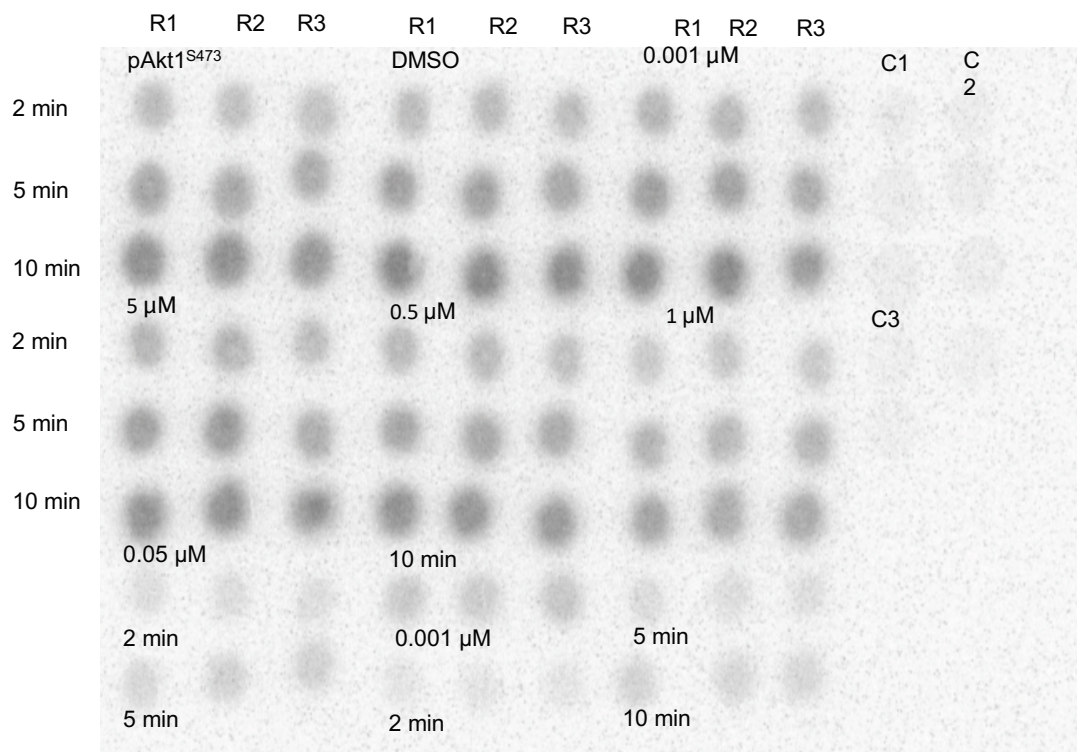 R1 R2 R3 R1 R2 R3 R1 R2 R3
pAkt1S473 DMSO 0.001 µM C1 C
2
2 min
5 min
10 min
5 µM 0.5 µM 1 µM C3
2 min
5 min
10 min
0.05 µM 10 min
2 min 0.001 µM 5 min
5 min 2 min 10 min